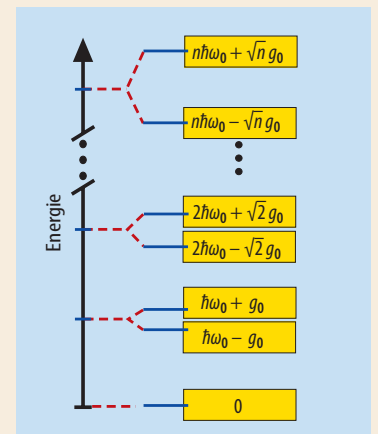 nħω₀ + √n g₀
nħω₀ − √n g₀
2ħω₀ + √2 g₀
2ħω₀ − √2 g₀
ħω₀ + g₀
ħω₀ − g₀
0
Energie